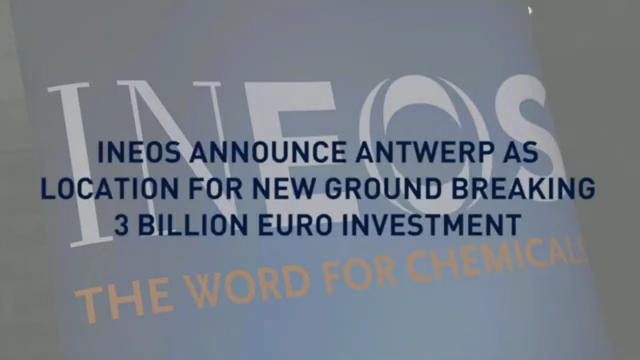 INEOS
INEOS ANNOUNCE ANTWERP AS
LOCATION FOR NEW GROUND BREAKING
3 BILLION EURO INVESTMENT
THE WORD FOR CHEMICALS